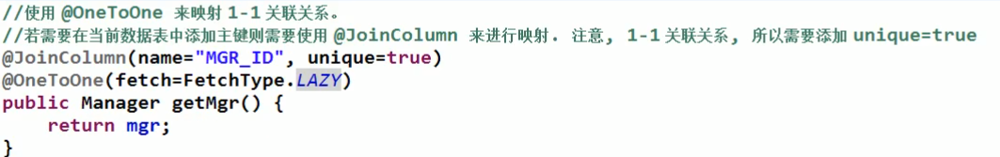 //使用 @OneToOne 来映射 1-1 关联关系。
//若需要在当前数据表中添加主键则需要使用 @JoinColumn 来进行映射. 注意, 1-1 关联关系, 所以需要添加 unique=true
@JoinColumn(name="MGR_ID", unique=true)
@OneToOne(fetch=FetchType.LAZY)
public Manager getMgr() {
    return mgr;
}